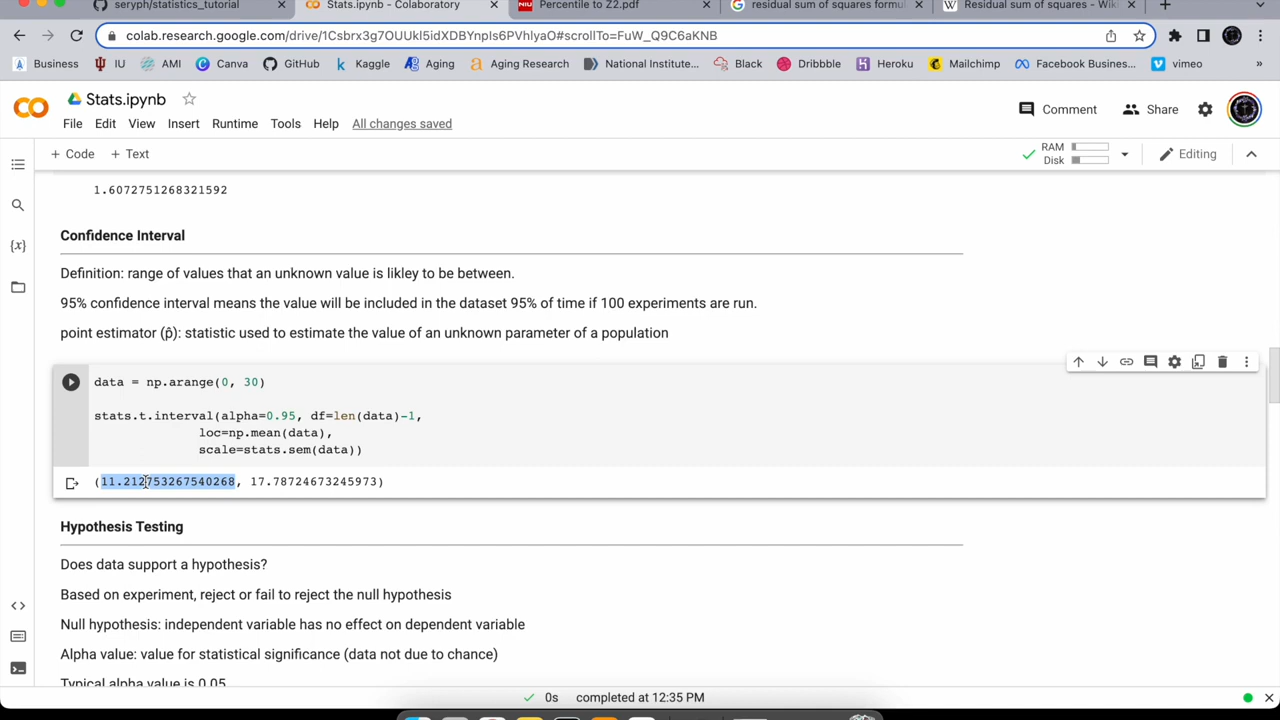 seryph/statistics_tutorial
Stats.ipynb - Colaboratory
Percentile to Z2.pdf
residual sum of squares formul
Residual sum of squares - Wiki
colab.research.google.com/drive/1Csbrx3g7OUUkl5idXDBYnpIs6PVhlyaO#scrollTo=FuW_Q9C6aKNB
Business
IU
AMI
Canva
GitHub
Kaggle
Aging
Aging Research
National Institute...
Black
Dribbble
Heroku
Mailchimp
Facebook Busines...
vimeo
»
Stats.ipynb
Comment
Share
File Edit View Insert Runtime Tools Help All changes saved
+ Code + Text
RAM
Disk
Editing
1.6072751268321592
Confidence Interval
Definition: range of values that an unknown value is likley to be between.
95% confidence interval means the value will be included in the dataset 95% of time if 100 experiments are run.
point estimator (p̂): statistic used to estimate the value of an unknown parameter of a population
data = np.arange(0, 30)
stats.t.interval(alpha=0.95, df=len(data)-1,
loc=np.mean(data),
scale=stats.sem(data))
(11.212753267540268, 17.78724673245973)
Hypothesis Testing
Does data support a hypothesis?
Based on experiment, reject or fail to reject the null hypothesis
Null hypothesis: independent variable has no effect on dependent variable
Alpha value: value for statistical significance (data not due to chance)
Typical alpha value is 0.05
0s completed at 12:35 PM